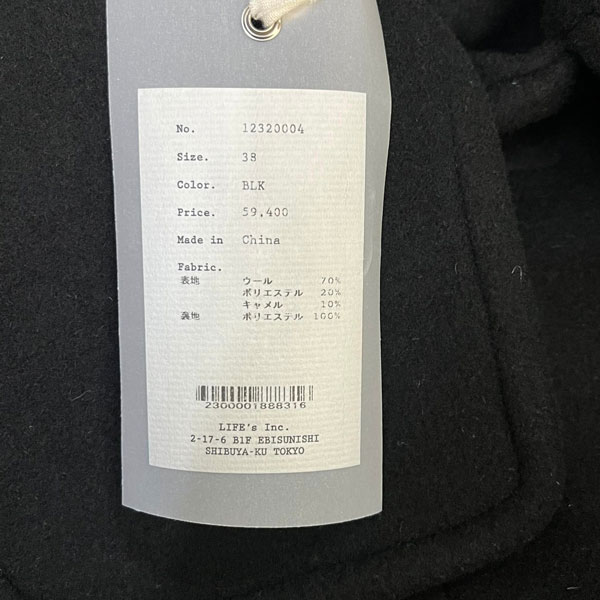 No. 12320004
Size. 38
Color. BLK
Price. 59,400
Made in China
Fabric.
表地 ウール 70%
ポリエステル 20%
キャメル 10%
裏地 ポリエステル 100%
2300001888316
LIFE's Inc.
2-17-6 B1F EBISUNISHI
SHIBUYA-KU TOKYO